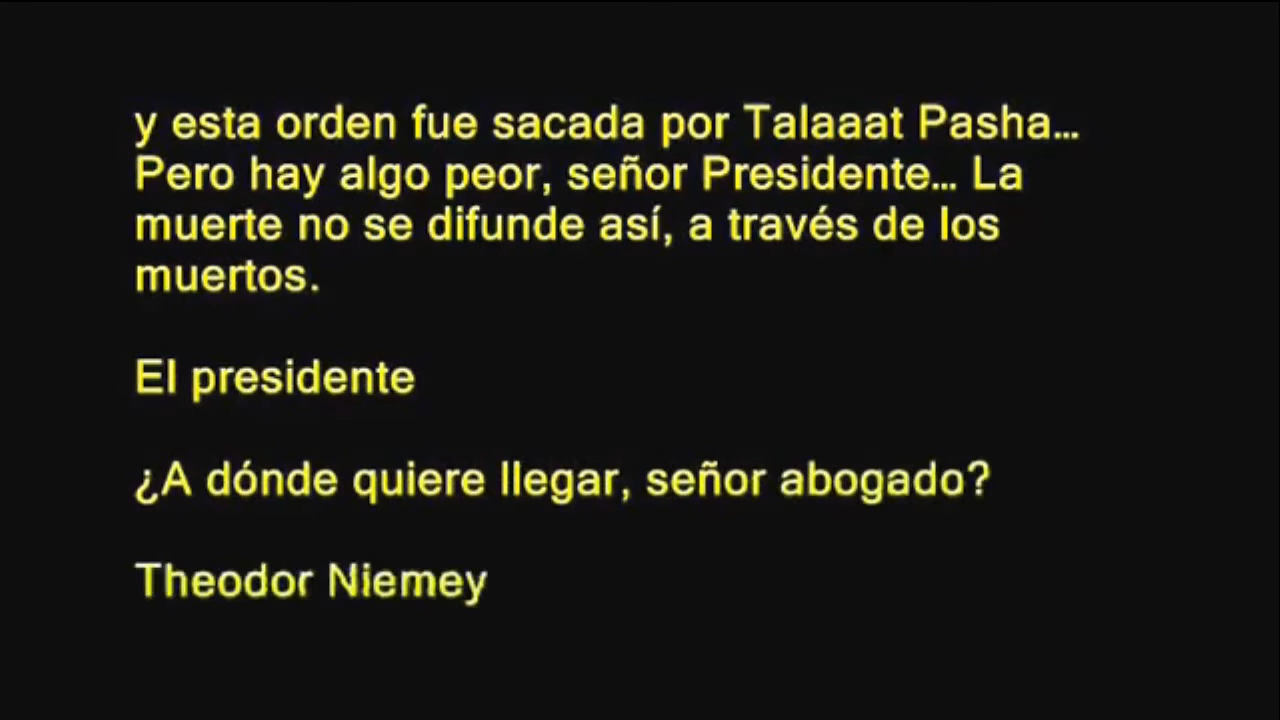 y esta orden fue sacada por Talaaat Pasha...
Pero hay algo peor, señor Presidente... La
muerte no se difunde así, a través de los
muertos.
El presidente
¿A dónde quiere llegar, señor abogado?
Theodor Niemey